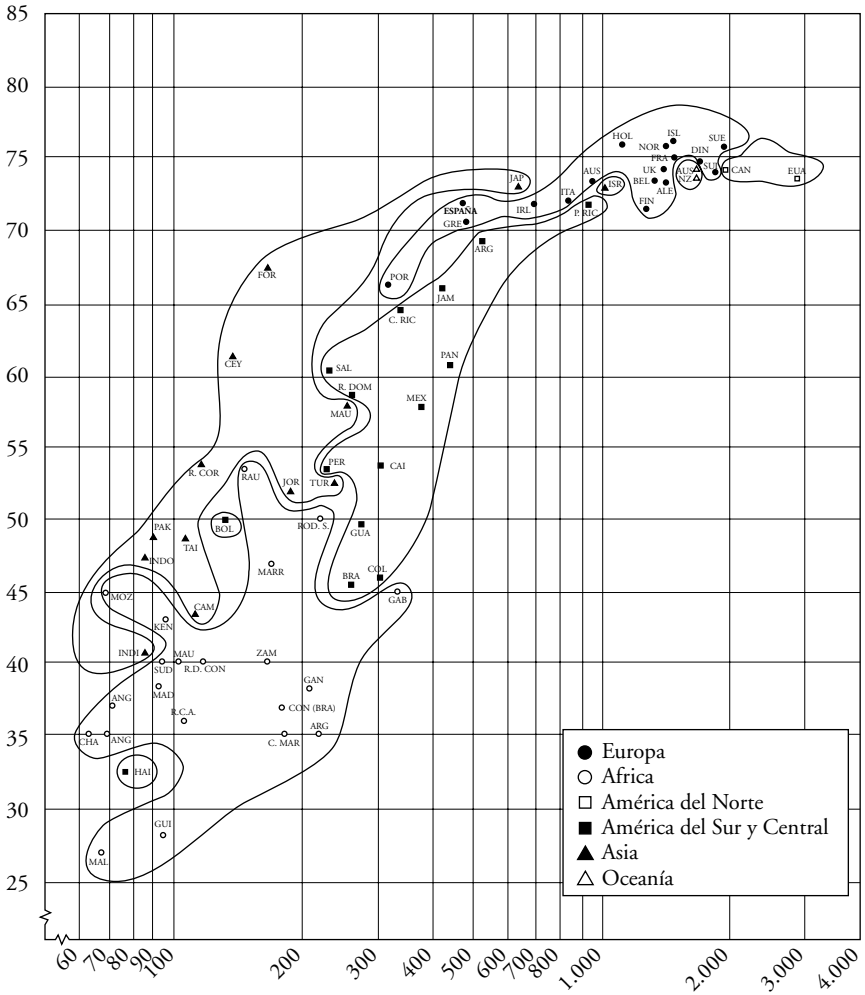 85
80
75
70
65
60
55
50
45
40
35
30
25
HOL
ISL
NOR
SUE
FRA
DIN
UK
AUS
SUI
CAN
EUA
AUS
ISR
BEL
ALE
NZ
FIN
JAP
ITA
P. RIC
IRL
ESPAÑA
GRE
ARG
FOR
POR
JAM
C. RIC
CEY
SAL
PAN
R. DOM
MAU
MEX
R. COR
RAU
JOR
PER
TUR
CAI
BOL
ROD. S.
GUA
PAK
TAI
INDO
MARR
BRA
COL
GAB
MOZ
CAM
KEN
INDI
SUD
MAU
R.D. CON
ZAM
MAD
GAN
ANG
CON (BRA)
R.C.A.
CHA
ANG
C. MAR
ARG
HAI
GUI
MAL
Europa
Africa
América del Norte
América del Sur y Central
Asia
Oceanía
60 70 80 90 100 200 300 400 500 600 700 800 1.000 2.000 3.000 4.000